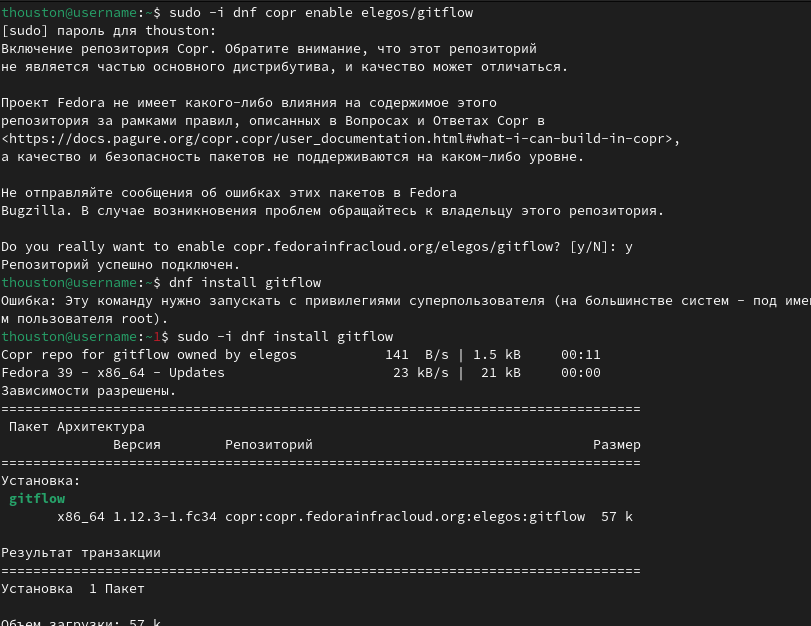 thouston@username:~$ sudo -i dnf copr enable elegos/gitflow
[sudo] пароль для thouston:
Включение репозитория Copr. Обратите внимание, что этот репозиторий
не является частью основного дистрибутива, и качество может отличаться.
Проект Fedora не имеет какого-либо влияния на содержимое этого
репозитория за рамками правил, описанных в Вопросах и Ответах Copr в
<https://docs.pagure.org/copr.copr/user_documentation.html#what-i-can-build-in-copr>,
а качество и безопасность пакетов не поддерживаются на каком-либо уровне.
Не отправляйте сообщения об ошибках этих пакетов в Fedora
Bugzilla. В случае возникновения проблем обращайтесь к владельцу этого репозитория.
Do you really want to enable copr.fedorainfracloud.org/elegos/gitflow? [y/N]: y
Репозиторий успешно подключен.
thouston@username:~$ dnf install gitflow
Ошибка: Эту команду нужно запускать с привилегиями суперпользователя (на большинстве систем - под име
м пользователя root).
thouston@username:~1$ sudo -i dnf install gitflow
Copr repo for gitflow owned by elegos           141  B/s | 1.5 kB     00:11
Fedora 39 - x86_64 - Updates                     23 kB/s |  21 kB     00:00
Зависимости разрешены.
================================================================================
 Пакет Архитектура
              Версия        Репозиторий                                   Размер
================================================================================
Установка:
 gitflow
       x86_64 1.12.3-1.fc34 copr:copr.fedorainfracloud.org:elegos:gitflow  57 k
Результат транзакции
================================================================================
Установка  1 Пакет
Объем загрузки: 57 k